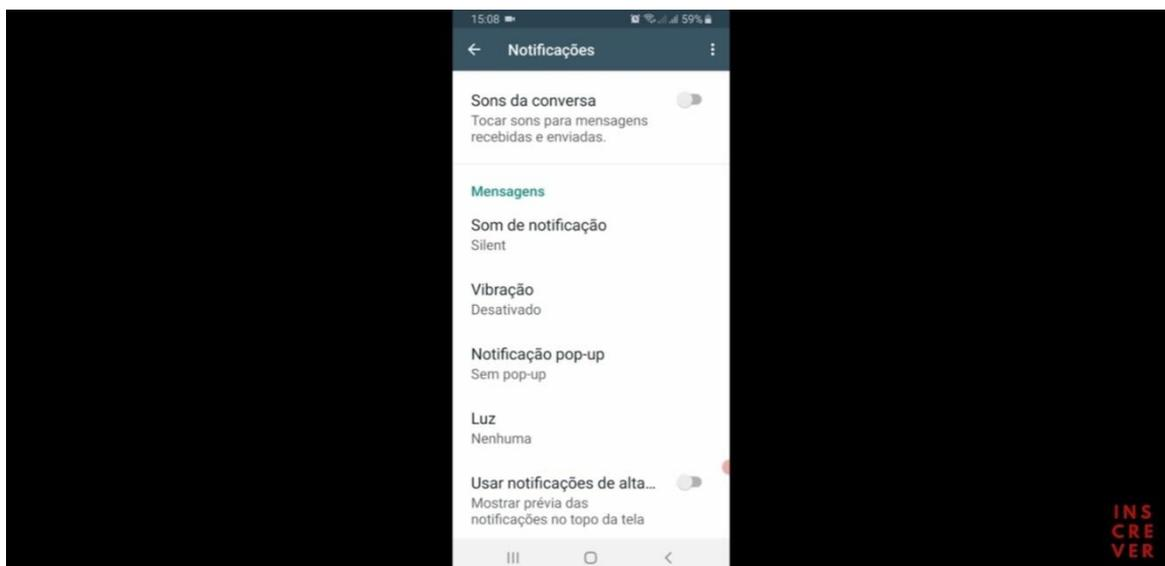 15:08 59%
Notificações
Sons da conversa
Tocar sons para mensagens
recebidas e enviadas.
Mensagens
Som de notificação
Silent
Vibração
Desativado
Notificação pop-up
Sem pop-up
Luz
Nenhuma
Usar notificações de alta...
Mostrar prévia das
notificações no topo da tela
INS
CRE
VER